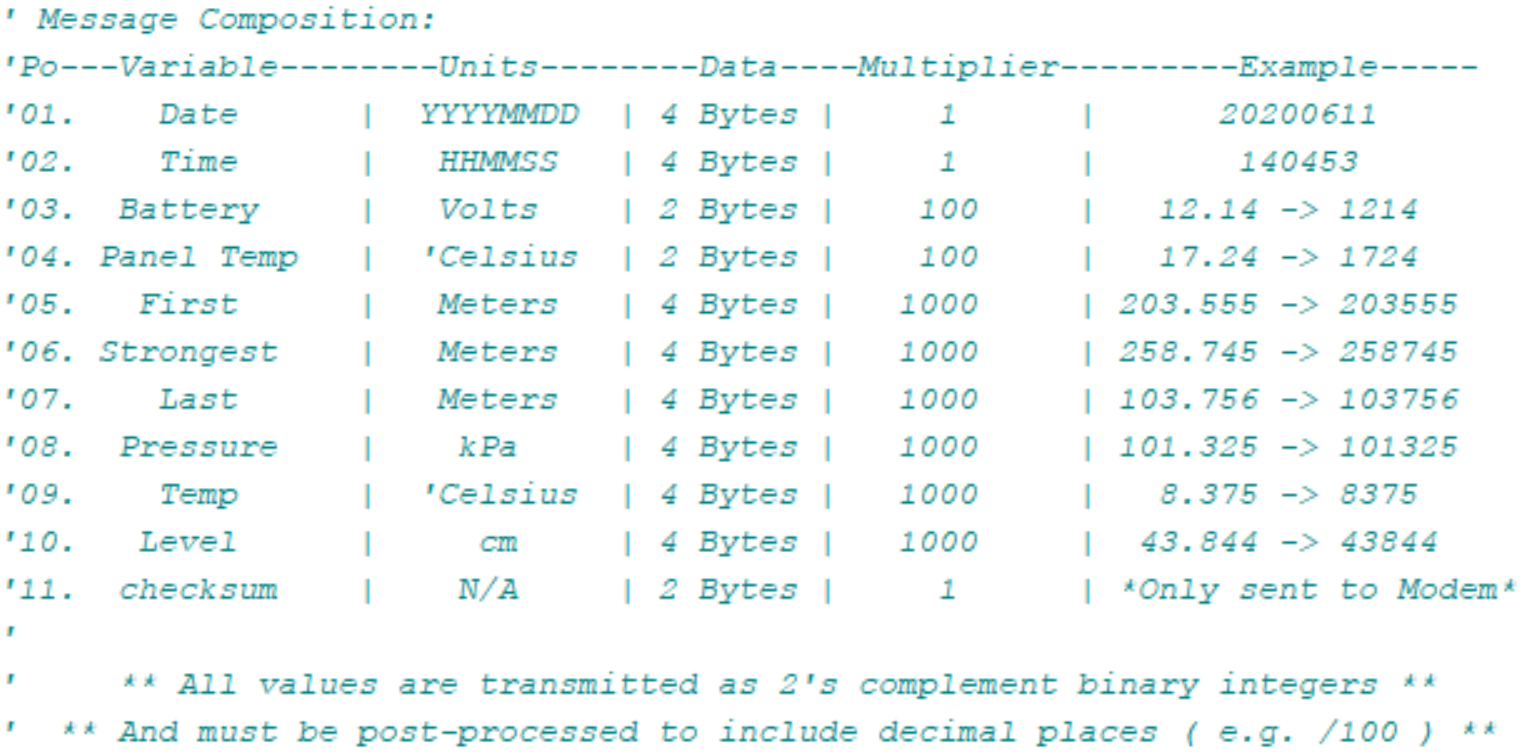 ' Message Composition:
'Po---Variable--------Units--------Data----Multiplier---------Example-----
'01.    Date      |  YYYYMMDD  | 4 Bytes |     1      |      20200611
'02.    Time      |   HHMMSS   | 4 Bytes |     1      |       140453
'03.  Battery     |   Volts    | 2 Bytes |    100     |   12.14 -> 1214
'04. Panel Temp   |  'Celsius  | 2 Bytes |    100     |   17.24 -> 1724
'05.   First      |   Meters   | 4 Bytes |   1000     | 203.555 -> 203555
'06. Strongest    |   Meters   | 4 Bytes |   1000     | 258.745 -> 258745
'07.    Last      |   Meters   | 4 Bytes |   1000     | 103.756 -> 103756
'08.  Pressure    |    kPa     | 4 Bytes |   1000     | 101.325 -> 101325
'09.    Temp      |  'Celsius  | 4 Bytes |   1000     |   8.375 -> 8375
'10.   Level      |     cm     | 4 Bytes |   1000     |  43.844 -> 43844
'11.  checksum    |    N/A     | 2 Bytes |     1      | *Only sent to Modem*
'
'     ** All values are transmitted as 2's complement binary integers **
'  ** And must be post-processed to include decimal places ( e.g. /100 ) **